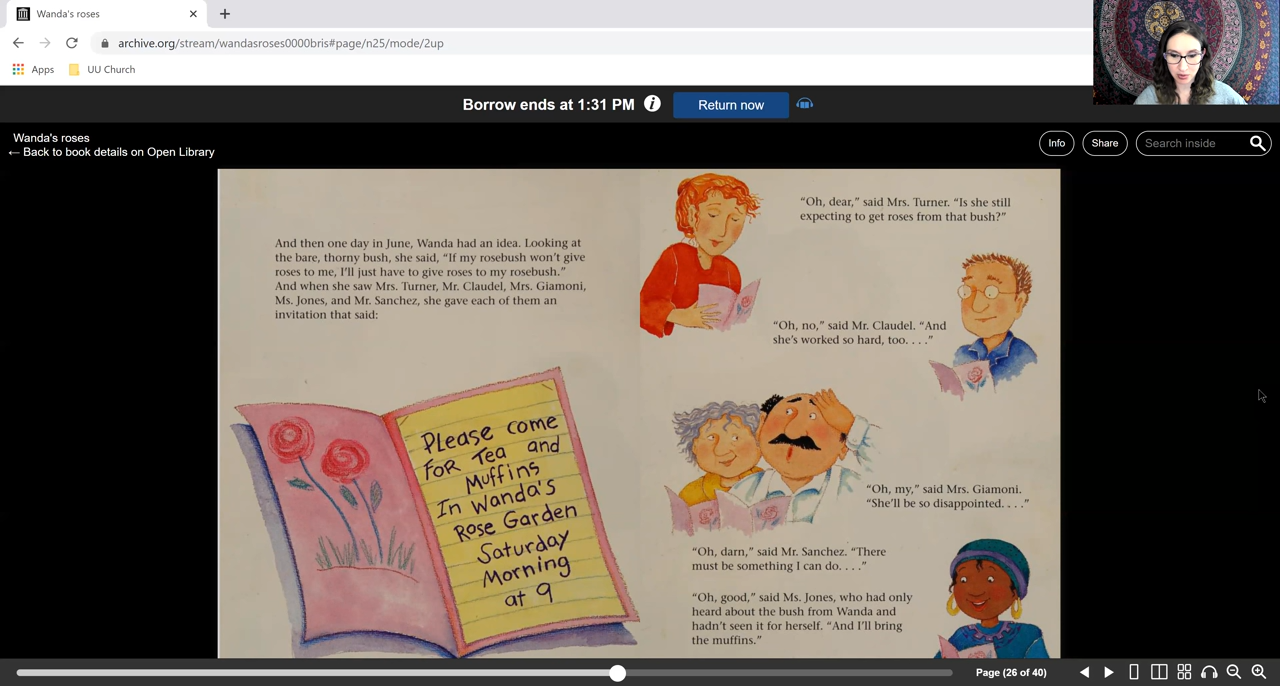 Wanda's roses
archive.org/stream/wandasroses0000bris#page/n25/mode/2up
Apps
UU Church
Borrow ends at 1:31 PM
Return now
Wanda's roses
← Back to book details on Open Library
Info
Share
Search inside
And then one day in June, Wanda had an idea. Looking at
the bare, thorny bush, she said, “If my rosebush won’t give
roses to me, I’ll just have to give roses to my rosebush.”
And when she saw Mrs. Turner, Mr. Claudel, Mrs. Giamoni,
Ms. Jones, and Mr. Sanchez, she gave each of them an
invitation that said:
Please come
For Tea and
Muffins
In Wanda's
Rose Garden
Saturday
Morning
at 9
“Oh, dear,” said Mrs. Turner. “Is she still
expecting to get roses from that bush?”
“Oh, no,” said Mr. Claudel. “And
she’s worked so hard, too. . . .”
“Oh, my,” said Mrs. Giamoni.
“She’ll be so disappointed. . . .”
“Oh, darn,” said Mr. Sanchez. “There
must be something I can do. . . .”
“Oh, good,” said Ms. Jones, who had only
heard about the bush from Wanda and
hadn’t seen it for herself. “And I’ll bring
the muffins.”
Page (26 of 40)